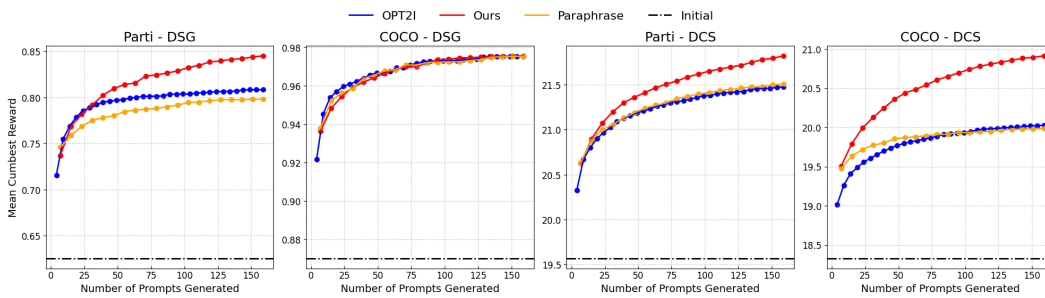 OPT2I Ours Paraphrase Initial
Parti - DSG COCO - DSG Parti - DCS COCO - DCS
Mean Cumbest Reward
0.85
0.80
0.75
0.70
0.65
0 25 50 75 100 125 150
Number of Prompts Generated
0.98
0.96
0.94
0.92
0.90
0.88
0 25 50 75 100 125 150
Number of Prompts Generated
21.5
21.0
20.5
20.0
19.5
0 25 50 75 100 125 150
Number of Prompts Generated
21.0
20.5
20.0
19.5
19.0
18.5
0 25 50 75 100 125 150
Number of Prompts Generated